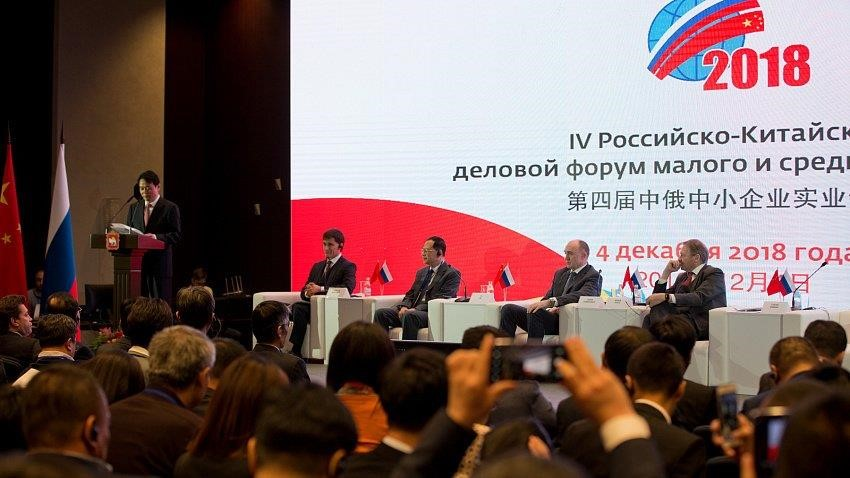 2018
IV Российско-Китайск
деловой форум малого и средн
第四届中俄中小企业实业
4 декабря 2018 года